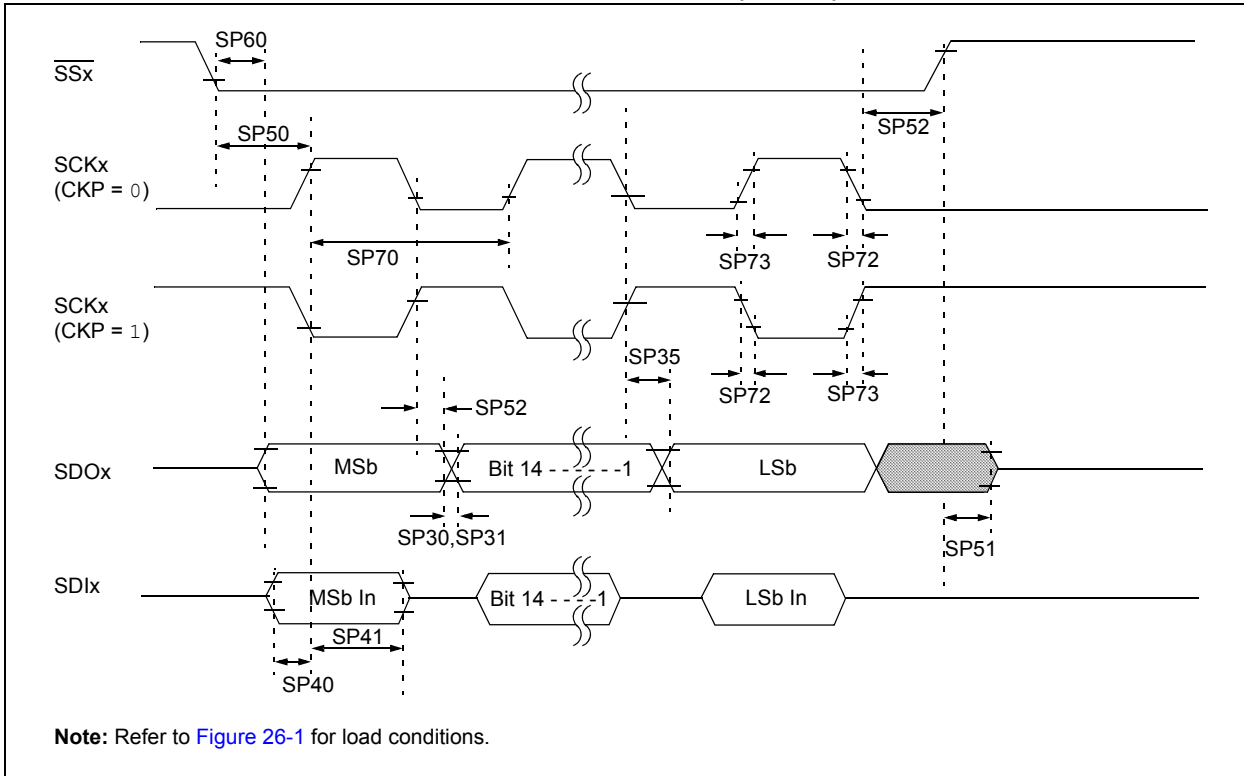 SP60
SSx
SP52
SP50
SCKx
(CKP = 0)
SP70
SP73
SP72
SCKx
(CKP = 1)
SP35
SP72
SP73
SP52
SDOx
MSb
Bit 14 - - - - - -1
LSb
SP30,SP31
SP51
SDIx
MSb In
Bit 14 - - - - -1
LSb In
SP41
SP40
Note: Refer to Figure 26-1 for load conditions.